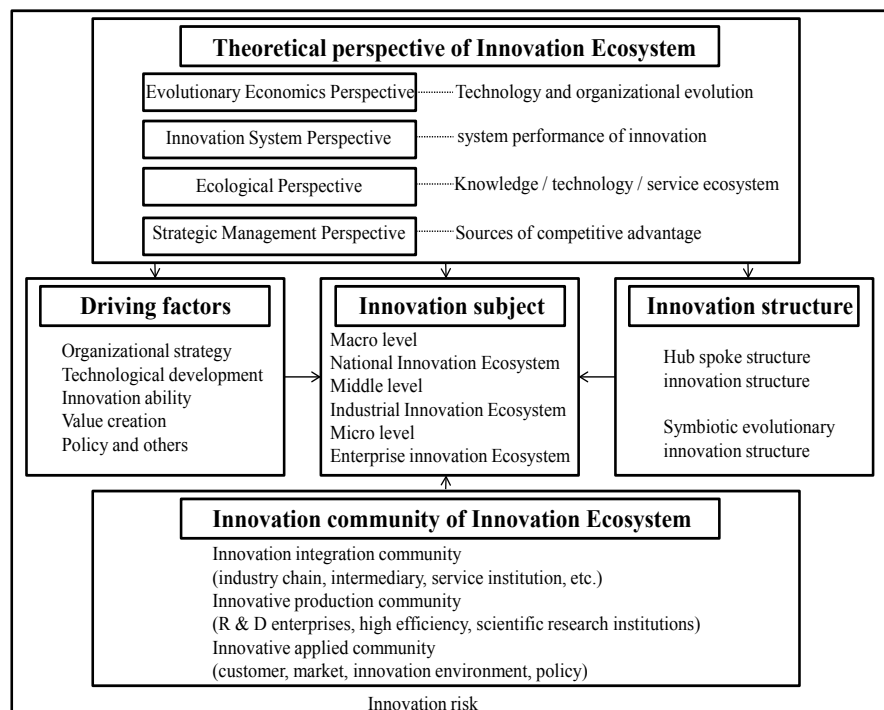 Theoretical perspective of Innovation Ecosystem
Evolutionary Economics Perspective
Technology and organizational evolution
Innovation System Perspective
system performance of innovation
Ecological Perspective
Knowledge / technology / service ecosystem
Strategic Management Perspective
Sources of competitive advantage
Driving factors
Organizational strategy
Technological development
Innovation ability
Value creation
Policy and others
Innovation subject
Macro level
National Innovation Ecosystem
Middle level
Industrial Innovation Ecosystem
Micro level
Enterprise innovation Ecosystem
Innovation structure
Hub spoke structure
innovation structure
Symbiotic evolutionary
innovation structure
Innovation community of Innovation Ecosystem
Innovation integration community
(industry chain, intermediary, service institution, etc.)
Innovative production community
(R & D enterprises, high efficiency, scientific research institutions)
Innovative applied community
(customer, market, innovation environment, policy)
Innovation risk